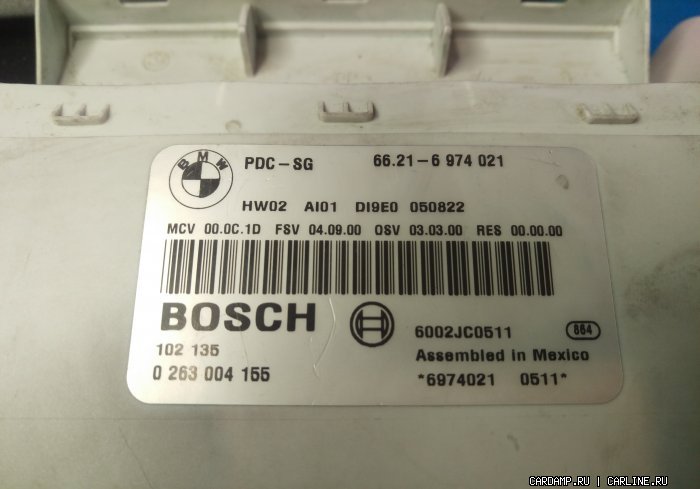 BMW PDC-SG 66.21-6 974 021
HW02 AI01 DI9E0 050822
MCV 00.0C.1D FSV 04.09.00 OSV 03.03.00 RES 00.00.00
BOSCH
6002JC0511 664
102 135 Assembled in Mexico
0 263 004 155 *6974021 0511*
CARDAMP.RU | CARLINE.RU